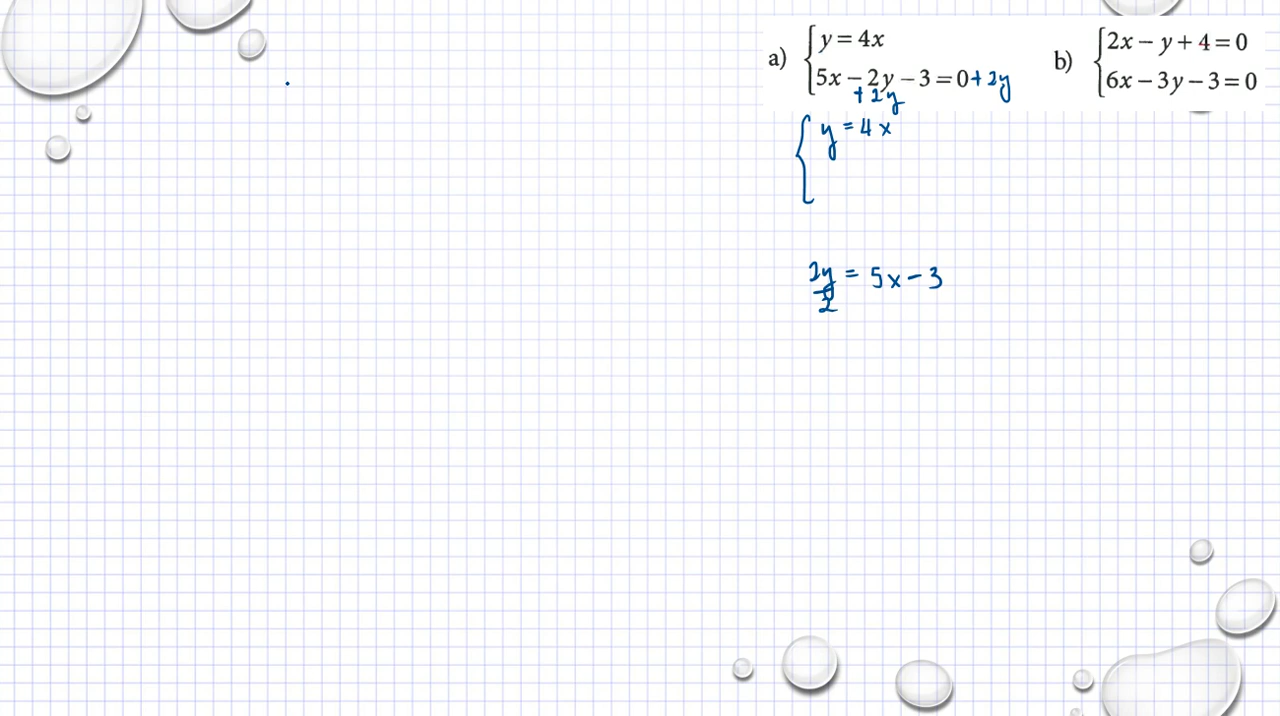 a) { y = 4x
5x − 2y − 3 = 0 + 2y
+ 2y
{ y = 4x
2y/2 = 5x − 3
b) { 2x − y + 4 = 0
6x − 3y − 3 = 0